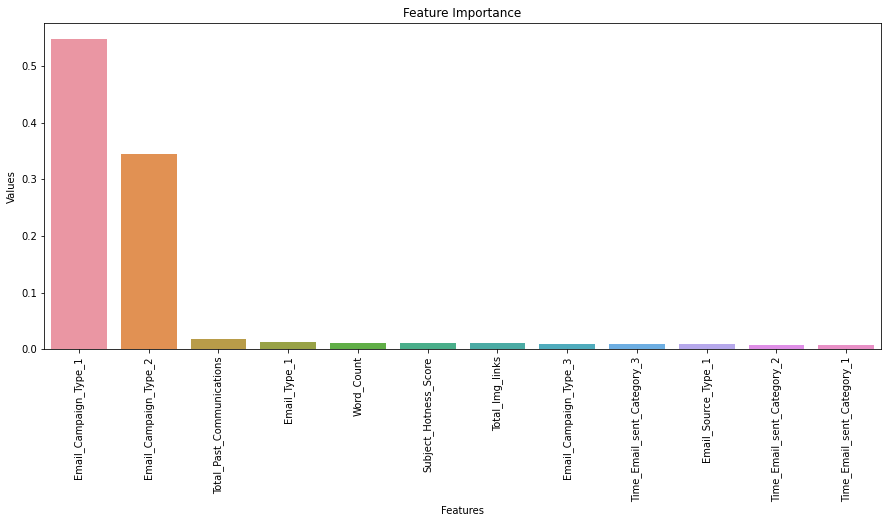 Feature Importance
0.5
0.4
0.3
0.2
0.1
0.0
Values
Email_Campaign_Type_1
Email_Campaign_Type_2
Total_Past_Communications
Email_Type_1
Word_Count
Subject_Hotness_Score
Total_Img_links
Email_Campaign_Type_3
Time_Email_sent_Category_3
Email_Source_Type_1
Time_Email_sent_Category_2
Time_Email_sent_Category_1
Features